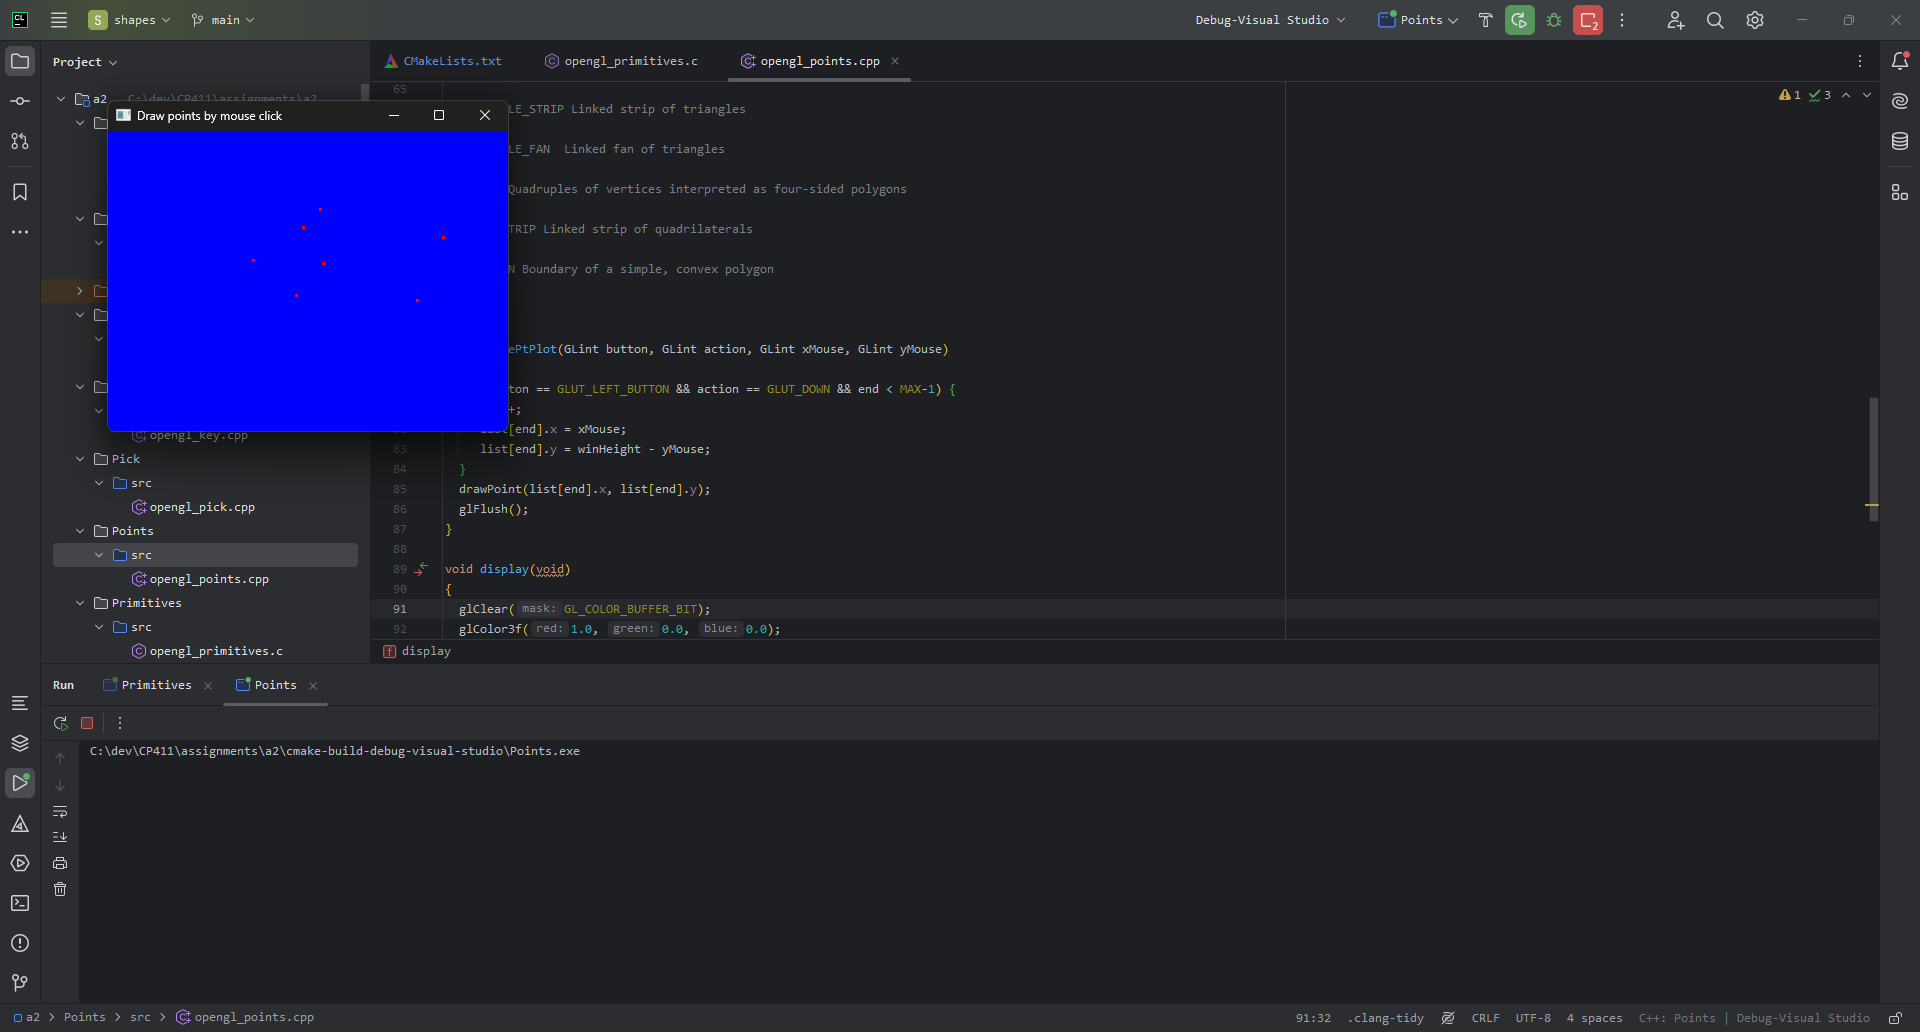 CL
S shapes
main
Debug-Visual Studio
Points
2
Project
CMakeLists.txt
opengl_primitives.c
opengl_points.cpp
a2 C:\dev\CP411\assignments\a2
Draw points by mouse click
65
LE_STRIP Linked strip of triangles
1 3
LE_FAN Linked fan of triangles
Quadruples of vertices interpreted as four-sided polygons
TRIP Linked strip of quadrilaterals
N Boundary of a simple, convex polygon
ePtPlot(GLint button, GLint action, GLint xMouse, GLint yMouse)
ton == GLUT_LEFT_BUTTON && action == GLUT_DOWN && end < MAX-1) {
+;
list[end].x = xMouse;
83 list[end].y = winHeight - yMouse;
84 }
85 drawPoint(list[end].x, list[end].y);
86 glFlush();
87 }
88
89 void display(void)
90 {
91 glClear( mask: GL_COLOR_BUFFER_BIT);
92 glColor3f( red: 1.0, green: 0.0, blue: 0.0);
display
opengl_key.cpp
Pick
src
opengl_pick.cpp
Points
src
opengl_points.cpp
Primitives
src
opengl_primitives.c
Run
Primitives
Points
C:\dev\CP411\assignments\a2\cmake-build-debug-visual-studio\Points.exe
a2 > Points > src > opengl_points.cpp
91:32 .clang-tidy CRLF UTF-8 4 spaces C++: Points | Debug-Visual Studio